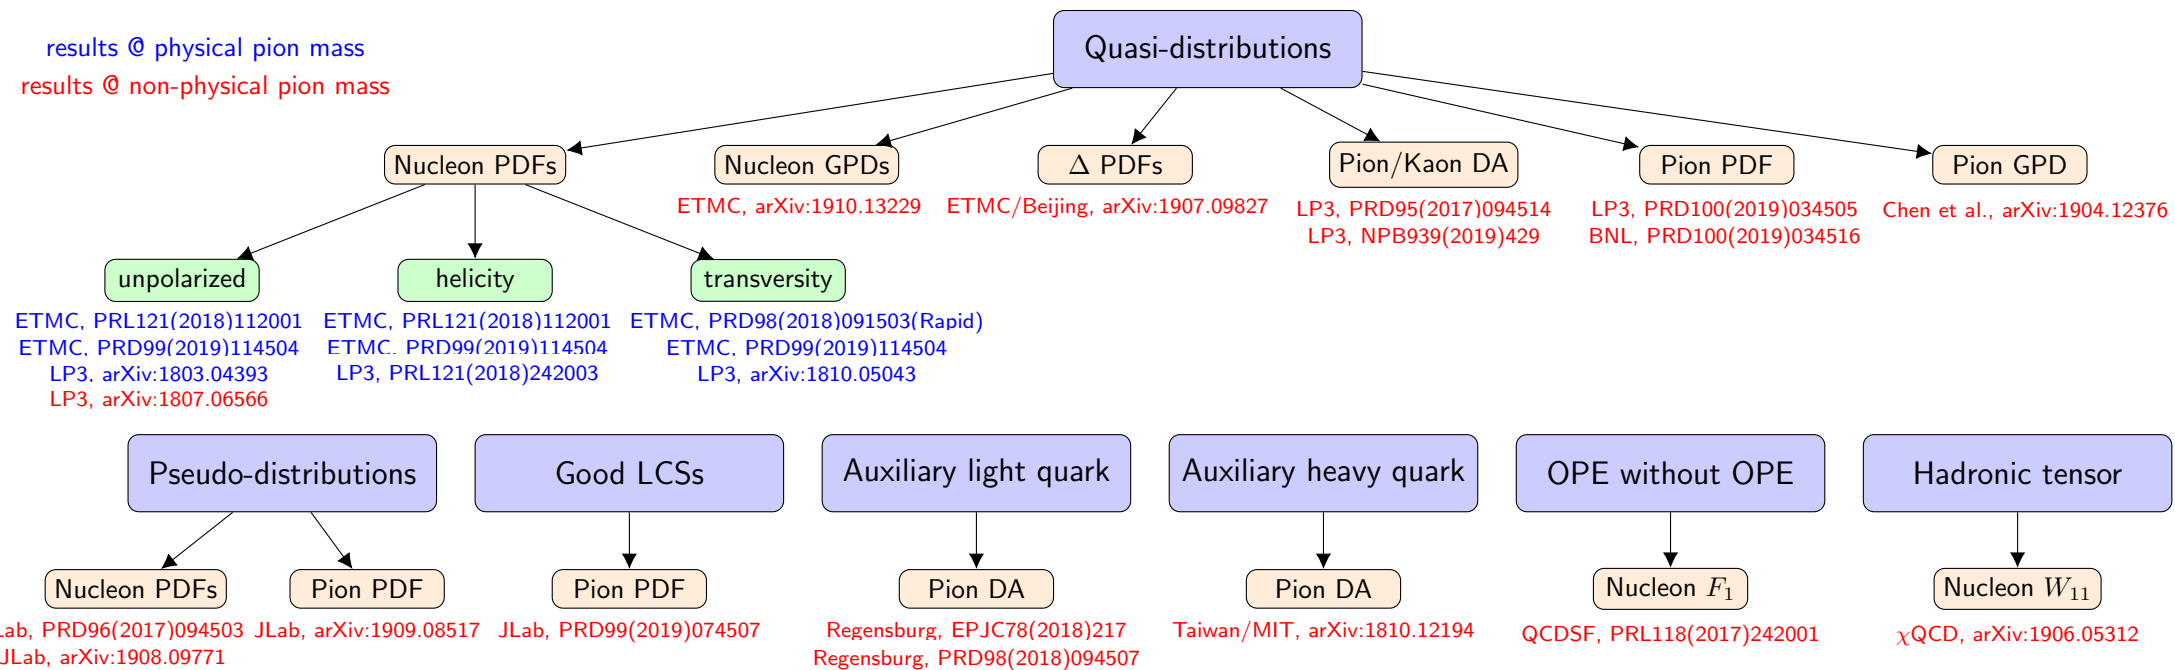 results @ physical pion mass
results @ non-physical pion mass
Quasi-distributions
Nucleon PDFs
Nucleon GPDs
ETMC, arXiv:1910.13229
Δ PDFs
ETMC/Beijing, arXiv:1907.09827
Pion/Kaon DA
LP3, PRD95(2017)094514
LP3, NPB939(2019)429
Pion PDF
LP3, PRD100(2019)034505
BNL, PRD100(2019)034516
Pion GPD
Chen et al., arXiv:1904.12376
unpolarized
ETMC, PRL121(2018)112001
ETMC, PRD99(2019)114504
LP3, arXiv:1803.04393
LP3, arXiv:1807.06566
helicity
ETMC, PRL121(2018)112001
ETMC, PRD99(2019)114504
LP3, PRL121(2018)242003
transversity
ETMC, PRD98(2018)091503(Rapid)
ETMC, PRD99(2019)114504
LP3, arXiv:1810.05043
Pseudo-distributions
Nucleon PDFs
Lab, PRD96(2017)094503
JLab, arXiv:1908.09771
Pion PDF
JLab, arXiv:1909.08517
Good LCSs
Pion PDF
JLab, PRD99(2019)074507
Auxiliary light quark
Pion DA
Regensburg, EPJC78(2018)217
Regensburg, PRD98(2018)094507
Auxiliary heavy quark
Pion DA
Taiwan/MIT, arXiv:1810.12194
OPE without OPE
Nucleon F₁
QCDSF, PRL118(2017)242001
Hadronic tensor
Nucleon W₁₁
χQCD, arXiv:1906.05312